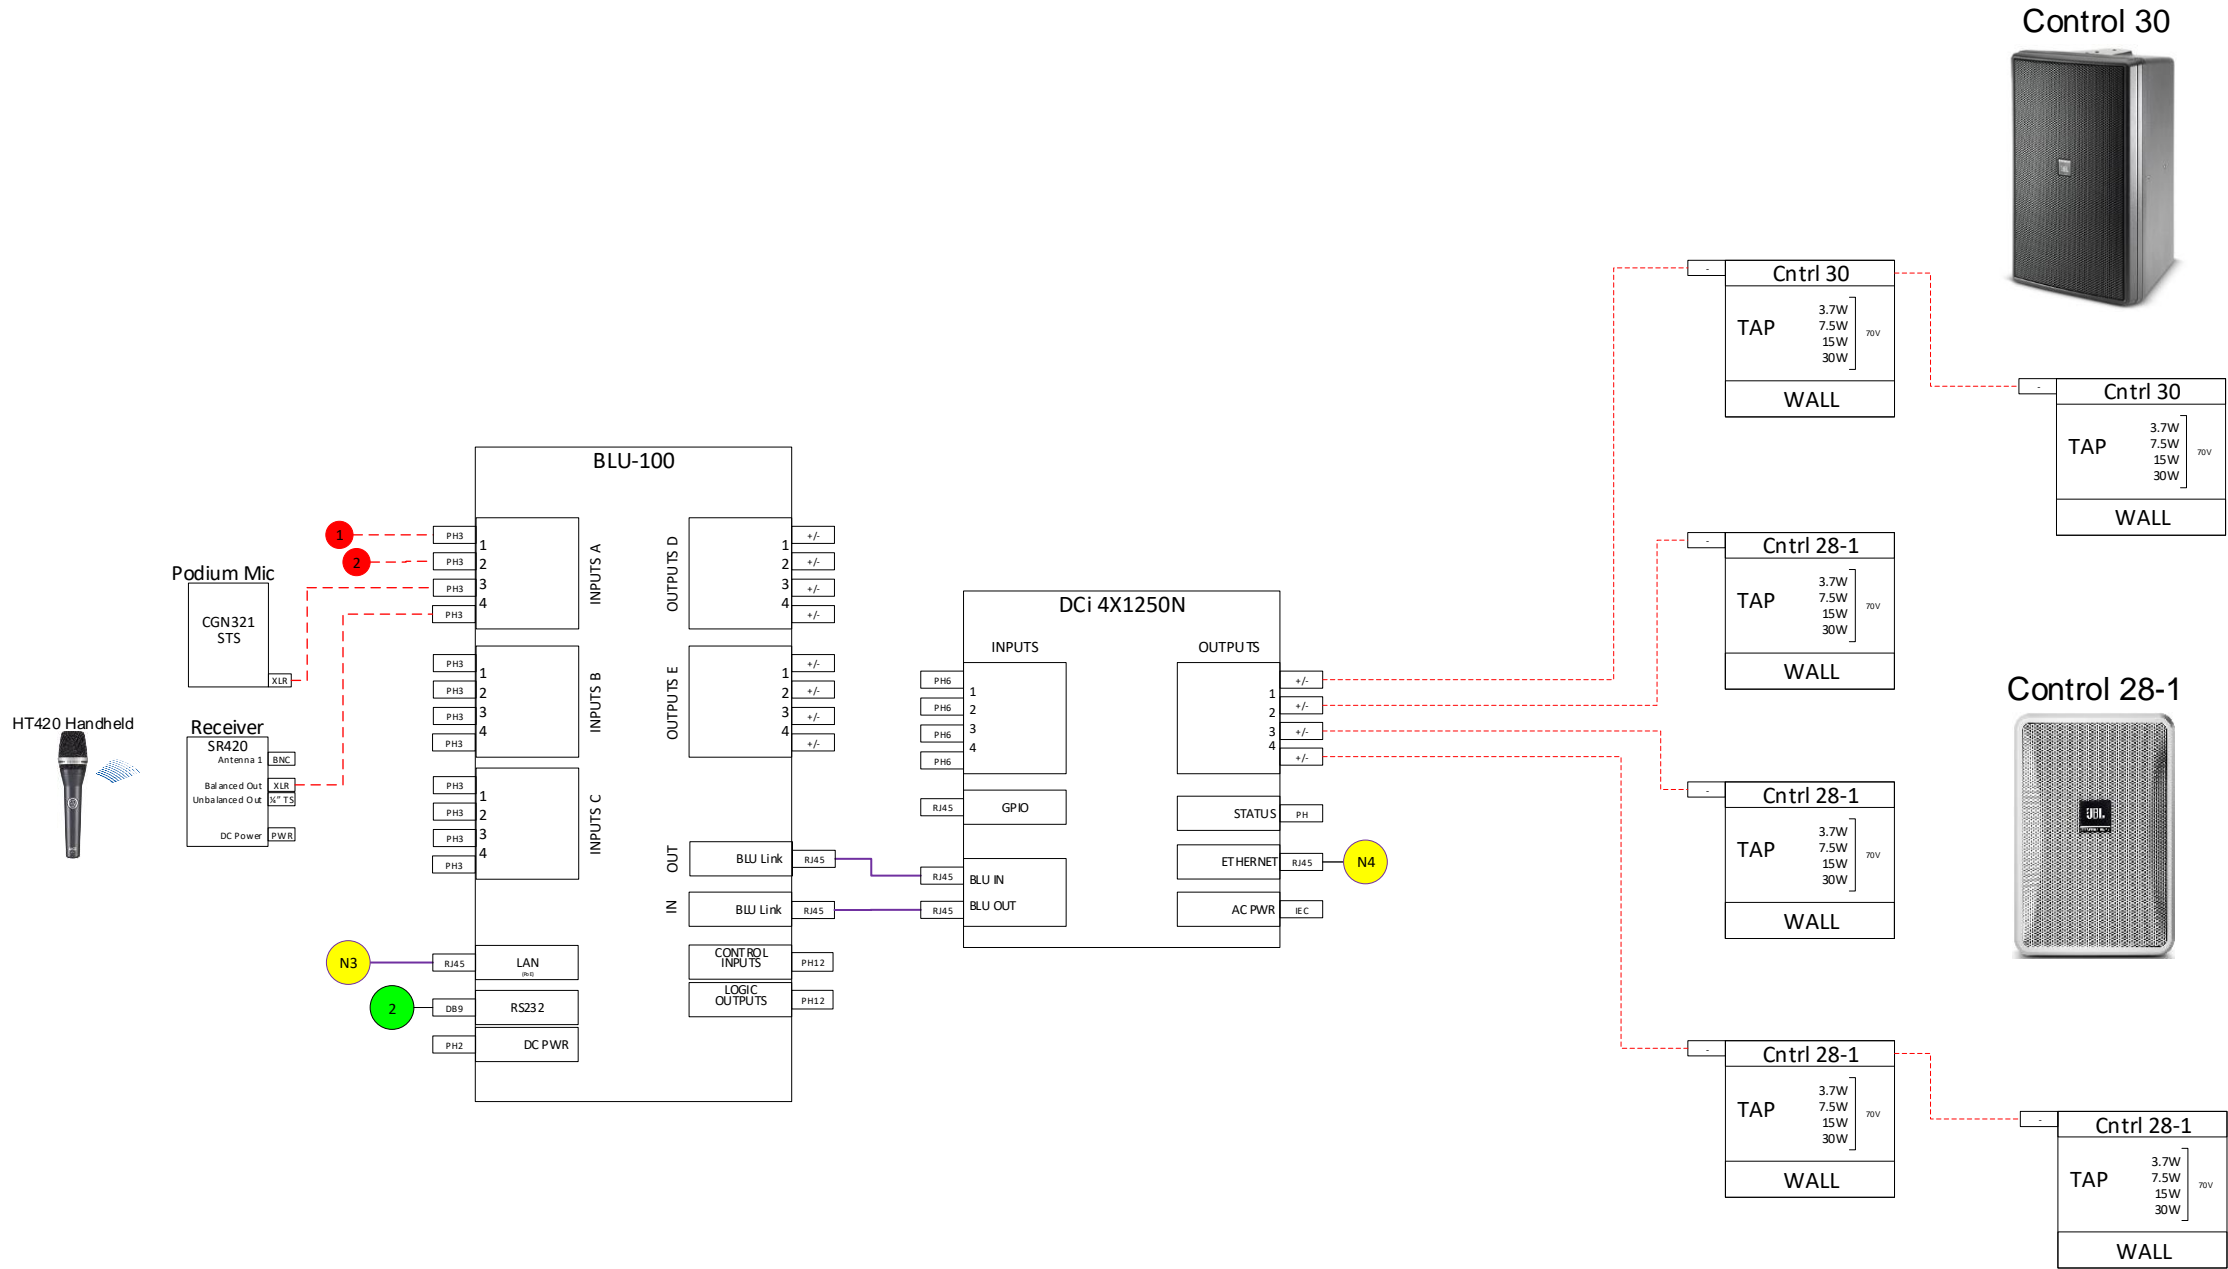 Control 30
Cntrl 30
-
TAP
3.7W
7.5W
15W
30W
70V
WALL
Cntrl 30
-
TAP
3.7W
7.5W
15W
30W
70V
WALL
BLU-100
1
2
PH3
PH3
PH3
PH3
1
2
3
4
INPUTS A
OUTPUTS D
1
2
3
4
+/-
+/-
+/-
+/-
Podium Mic
CGN321
STS
XLR
PH3
PH3
PH3
PH3
1
2
3
4
INPUTS B
OUTPUTS E
1
2
3
4
+/-
+/-
+/-
+/-
HT420 Handheld
Receiver
SR420
Antenna 1 BNC
Balanced Out XLR
Unbalanced Out ¼" TS
DC Power PWR
PH3
PH3
PH3
PH3
1
2
3
4
INPUTS C
OUT
BLU Link RJ45
IN
BLU Link RJ45
N3
RJ45
LAN
(PoE)
CONTROL
INPUTS
PH12
2
DB9
RS232
LOGIC
OUTPUTS
PH12
PH2
DC PWR
DCi 4X1250N
INPUTS
OUTPUTS
PH6
PH6
PH6
PH6
1
2
3
4
1
2
3
4
+/-
+/-
+/-
+/-
RJ45
GPIO
STATUS PH
RJ45
BLU IN
RJ45
BLU OUT
ETHERNET RJ45
N4
AC PWR IEC
Cntrl 28-1
-
TAP
3.7W
7.5W
15W
30W
70V
WALL
Control 28-1
JBL
Cntrl 28-1
-
TAP
3.7W
7.5W
15W
30W
70V
WALL
Cntrl 28-1
-
TAP
3.7W
7.5W
15W
30W
70V
WALL
Cntrl 28-1
-
TAP
3.7W
7.5W
15W
30W
70V
WALL